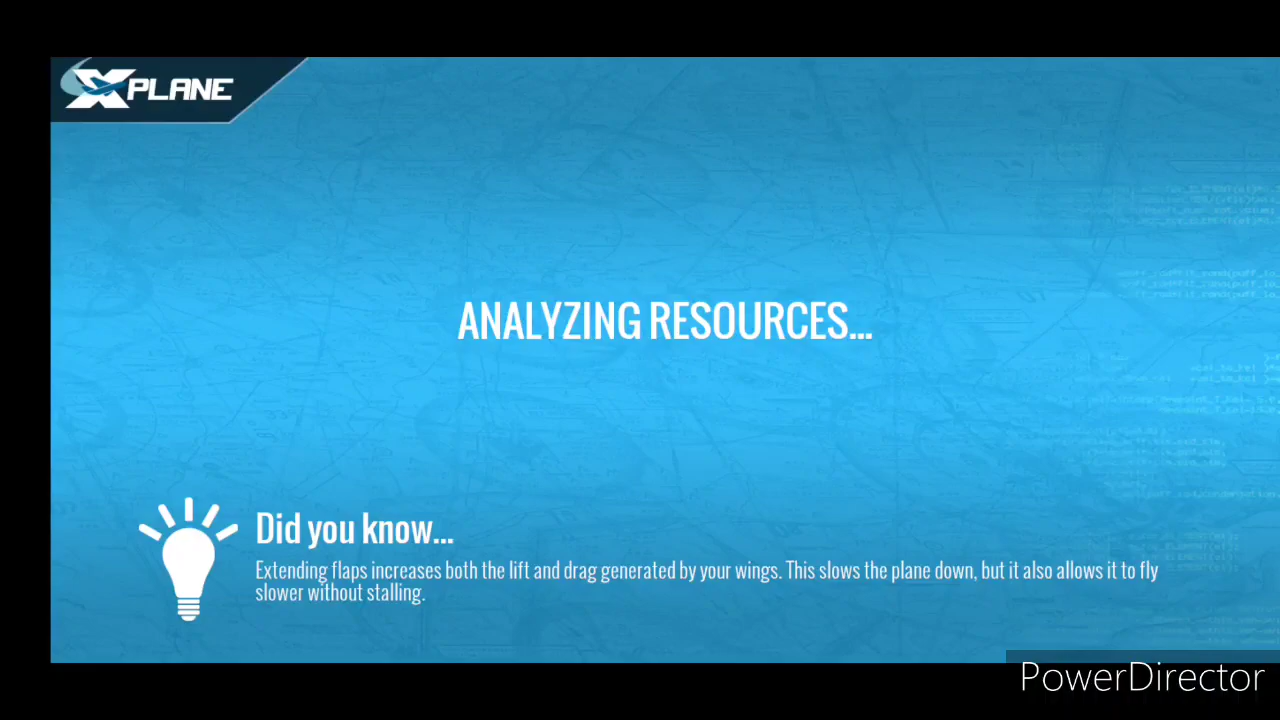 X PLANE
ANALYZING RESOURCES...
Did you know...
Extending flaps increases both the lift and drag generated by your wings. This slows the plane down, but it also allows it to fly
slower without stalling.
PowerDirector